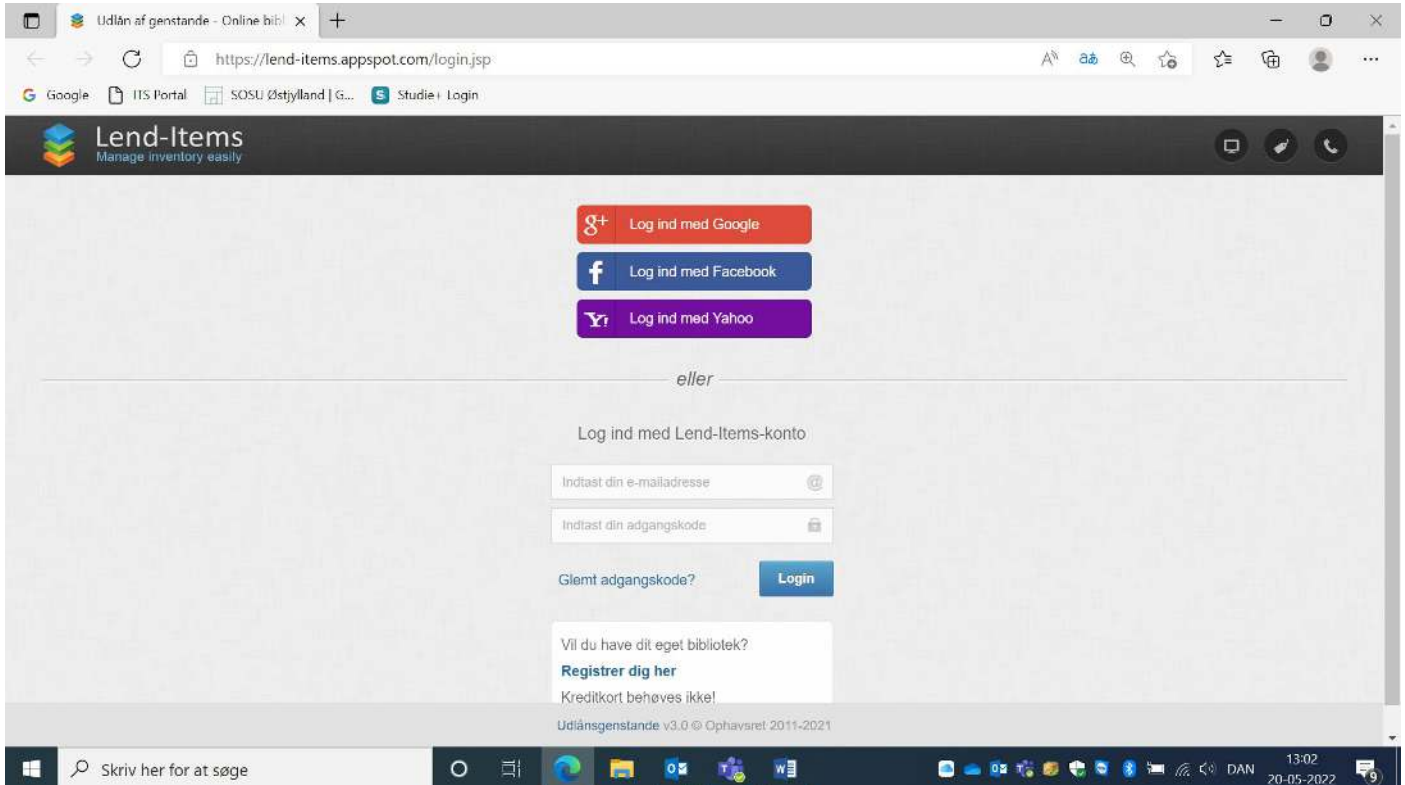 Udlån af genstande - Online bibl
https://lend-items.appspot.com/login.jsp
Google ITS Portal SOSU Østjylland | G... Studie+ Login
Lend-Items
Manage inventory easily
g+ Log ind med Google
f Log ind med Facebook
Y! Log ind med Yahoo
eller
Log ind med Lend-Items-konto
Indtast din e-mailadresse @
Indtast din adgangskode
Glemt adgangskode?
Login
Vil du have dit eget bibliotek?
Registrer dig her
Kreditkort behøves ikke!
Udlånsgenstande v3.0 © Ophavsret 2011-2021
Skriv her for at søge
DAN
13:02
20-05-2022
9